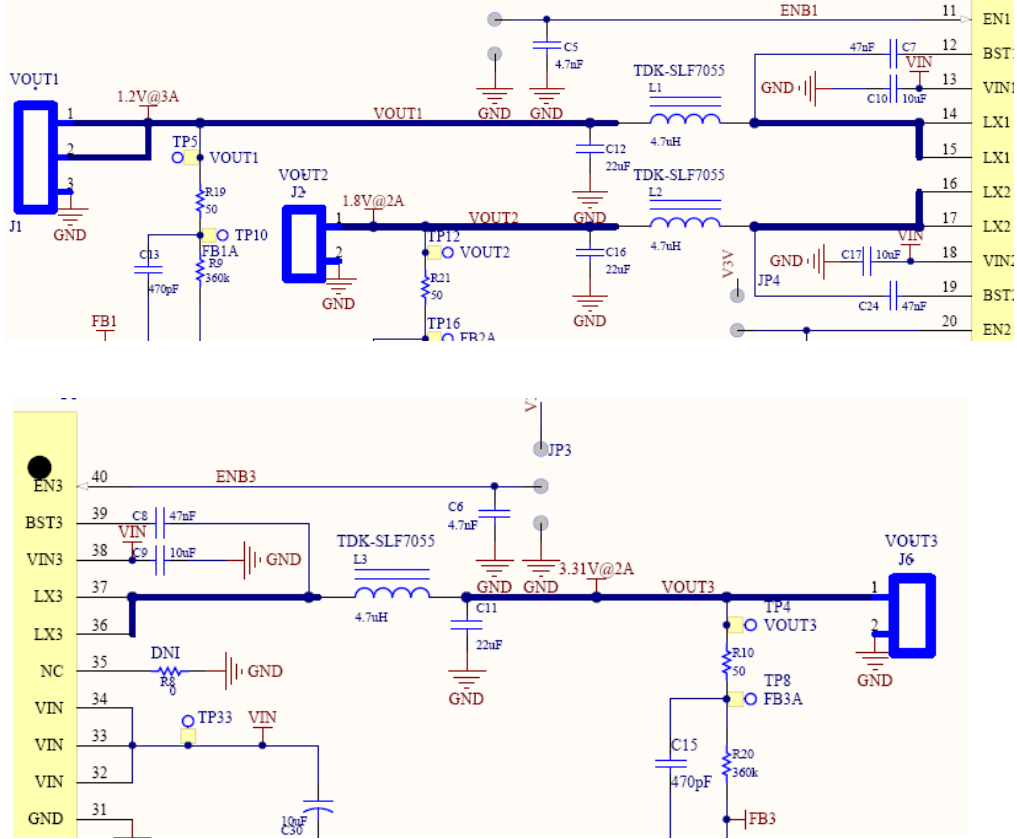 ENB1 11 EN1
C5 4.7nF
47nF C7 12 BST1
TDK-SLF7055
L1
VIN
GND 13 VIN1
C10 10uF
VOUT1
1.2V@3A
GND GND
1 VOUT1 14 LX1
TP5
VOUT1
2
4.7uH
C12
22uF
15 LX1
TDK-SLF7055
L2
VOUT2
J2
3
R19
50
1.8V@2A
16 LX2
J1
GND
GND
1 VOUT2 17 LX2
TP10
FB1A
TP12
VOUT2
4.7uH
VIN
C13
470pF
R9
360k
2
C16
22uF
V3V
GND C17 10uF 18 VIN2
JP4
R21
50
GND
19 BST2
C24 47nF
FB1
GND
TP16
FB2A
20 EN2
JP3
EN3 40 ENB3
C6
4.7nF
BST3 39 C8 47nF
VIN
TDK-SLF7055
L3
VIN3 38 C9 10uF GND
GND GND
3.31V@2A
VOUT3
J6
LX3 37
VOUT3 1
4.7uH
C11
22uF
TP4
VOUT3
LX3 36
2
DNI
R10
50
NC 35 R8 0 GND
GND
GND
TP8
FB3A
VIN 34
TP33
VIN
VIN 33
C15
470pF
R20
360k
VIN 32
GND 31
10uF
C30
FB3